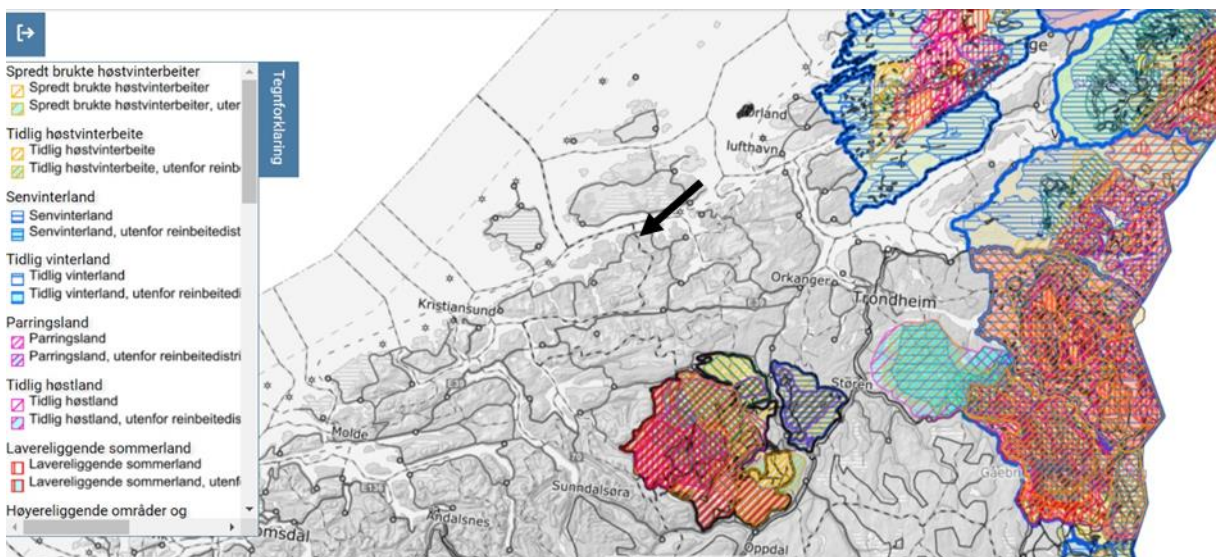 Spredt brukte høstvinterbeiter
Spredt brukte høstvinterbeiter
Spredt brukte høstvinterbeiter, uter
Tidlig høstvinterbeite
Tidlig høstvinterbeite
Tidlig høstvinterbeite, utenfor reinb
Senvinterland
Senvinterland
Senvinterland, utenfor reinbeitedist
Tidlig vinterland
Tidlig vinterland
Tidlig vinterland, utenfor reinbeitedi
Parringsland
Parringsland
Parringsland, utenfor reinbeitedistri
Tidlig høstland
Tidlig høstland
Tidlig høstland, utenfor reinbeitedis
Lavereliggende sommerland
Lavereliggende sommerland
Lavereliggende sommerland, utenf
Høyereliggende områder og
Tegnforklaring
Ørland
lufthavn
Kristiansund
Orkanger
Trondheim
Støren
Molde
Sunndalsøra
Åndalsnes
E136
omsdal
Oppdal
70